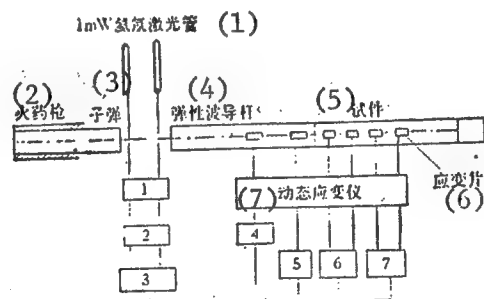 1mW氦氖激光管 (1)
(2) (3) (4) (5)
火药枪 子弹 弹性波导杆 试件
应变片
(6)
(7) 动态应变仪
1
2 4
3 5 6 7